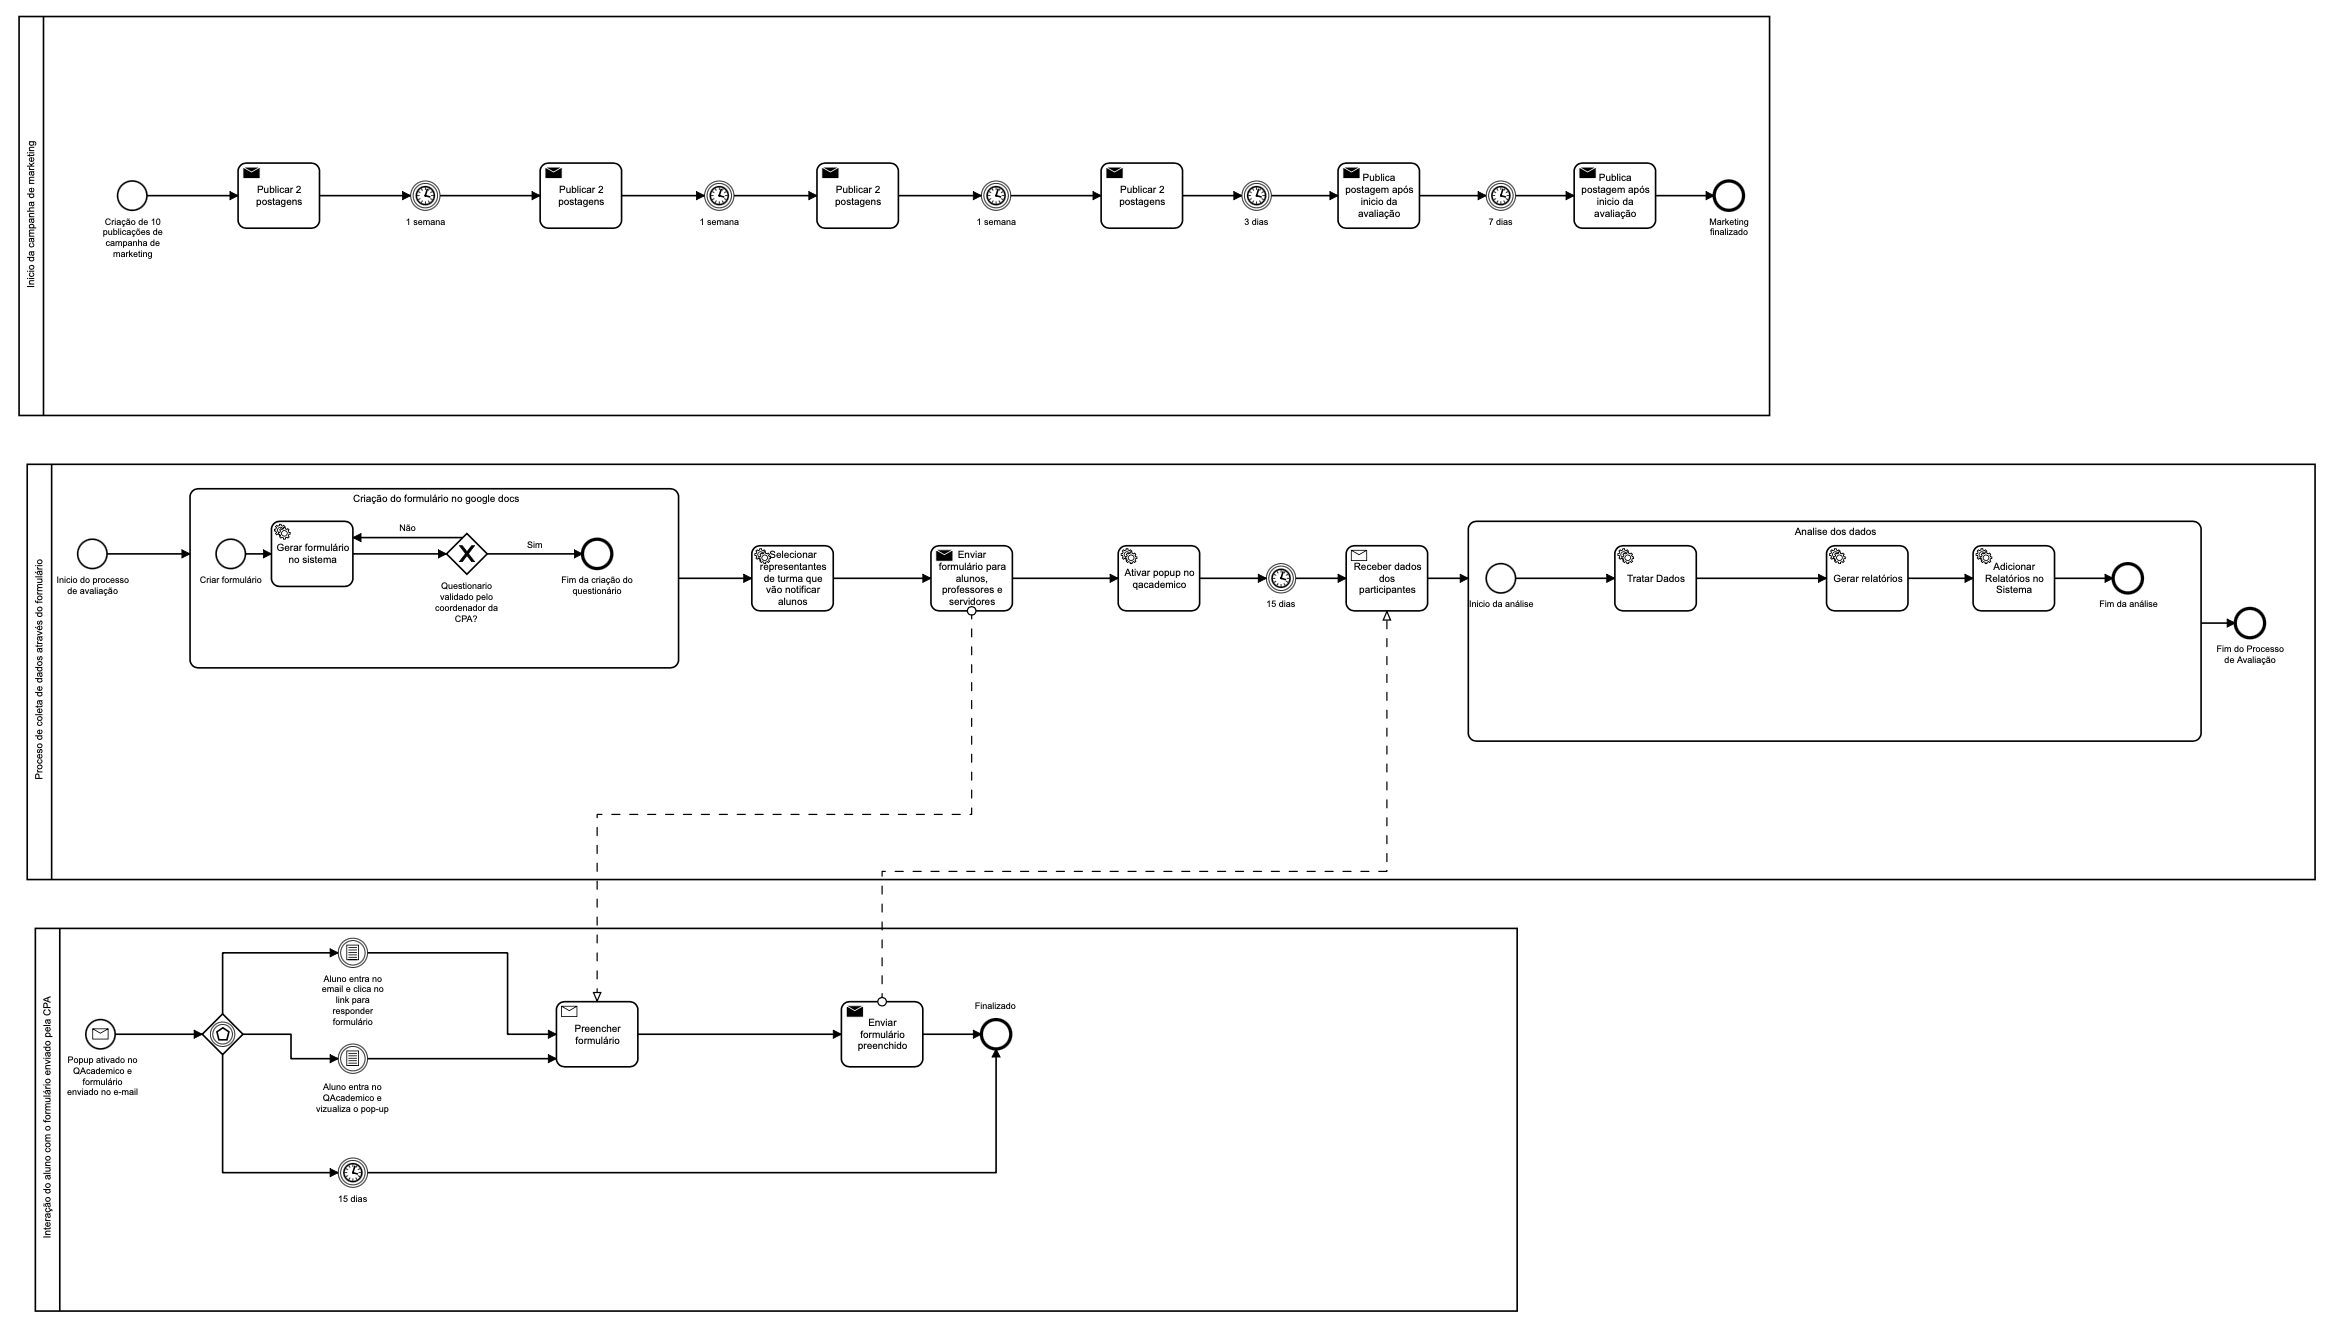 Inicio da campanha de marketing
Criação de 10
publicações de
campanha de
marketing
Publicar 2
postagens
1 semana
Publicar 2
postagens
1 semana
Publicar 2
postagens
1 semana
Publicar 2
postagens
3 dias
Publica
postagem após
inicio da
avaliação
7 dias
Publica
postagem após
inicio da
avaliação
Marketing
finalizado
Proceso de coleta de dados através do formulário
Inicio do processo
de avaliação
Criação do formulário no google docs
Criar formulário
Gerar formulário
no sistema
Não
Questionario
validado pelo
coordenador da
CPA?
Sim
Fim da criação do
questionário
Selecionar
representantes
de turma que
vão notificar
alunos
Enviar
formulário para
alunos,
professores e
servidores
Ativar popup no
qacademico
15 dias
Receber dados
dos
participantes
Analise dos dados
Inicio da análise
Tratar Dados
Gerar relatórios
Adicionar
Relatórios no
Sistema
Fim da análise
Fim do Processo
de Avaliação
Interação do aluno com o formulário enviado pela CPA
Popup ativado no
QAcademico e
formulário
enviado no e-mail
Aluno entra no
email e clica no
link para
responder
formulário
Aluno entra no
QAcademico e
vizualiza o pop-up
15 dias
Preencher
formulário
Enviar
formulário
preenchido
Finalizado